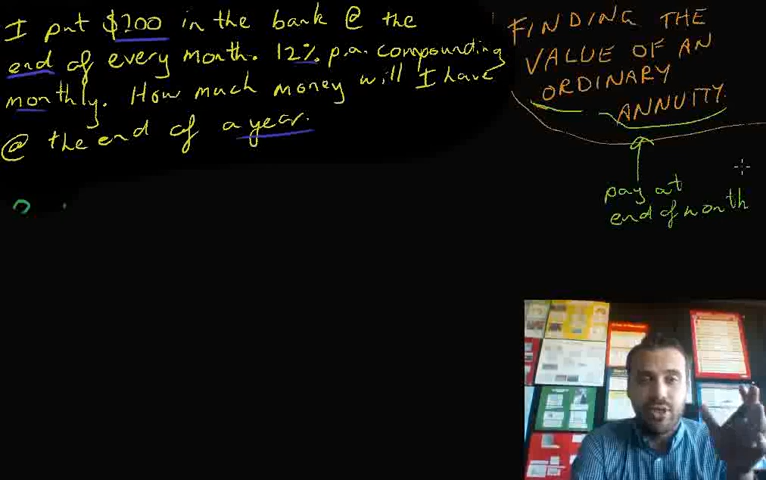 I put $200 in the bank @ the
end of every month. 12% p.a. compounding
monthly. How much money will I have
@ the end of a year.
FINDING THE
VALUE OF AN
ORDINARY
ANNUITY.
pay at
end of month